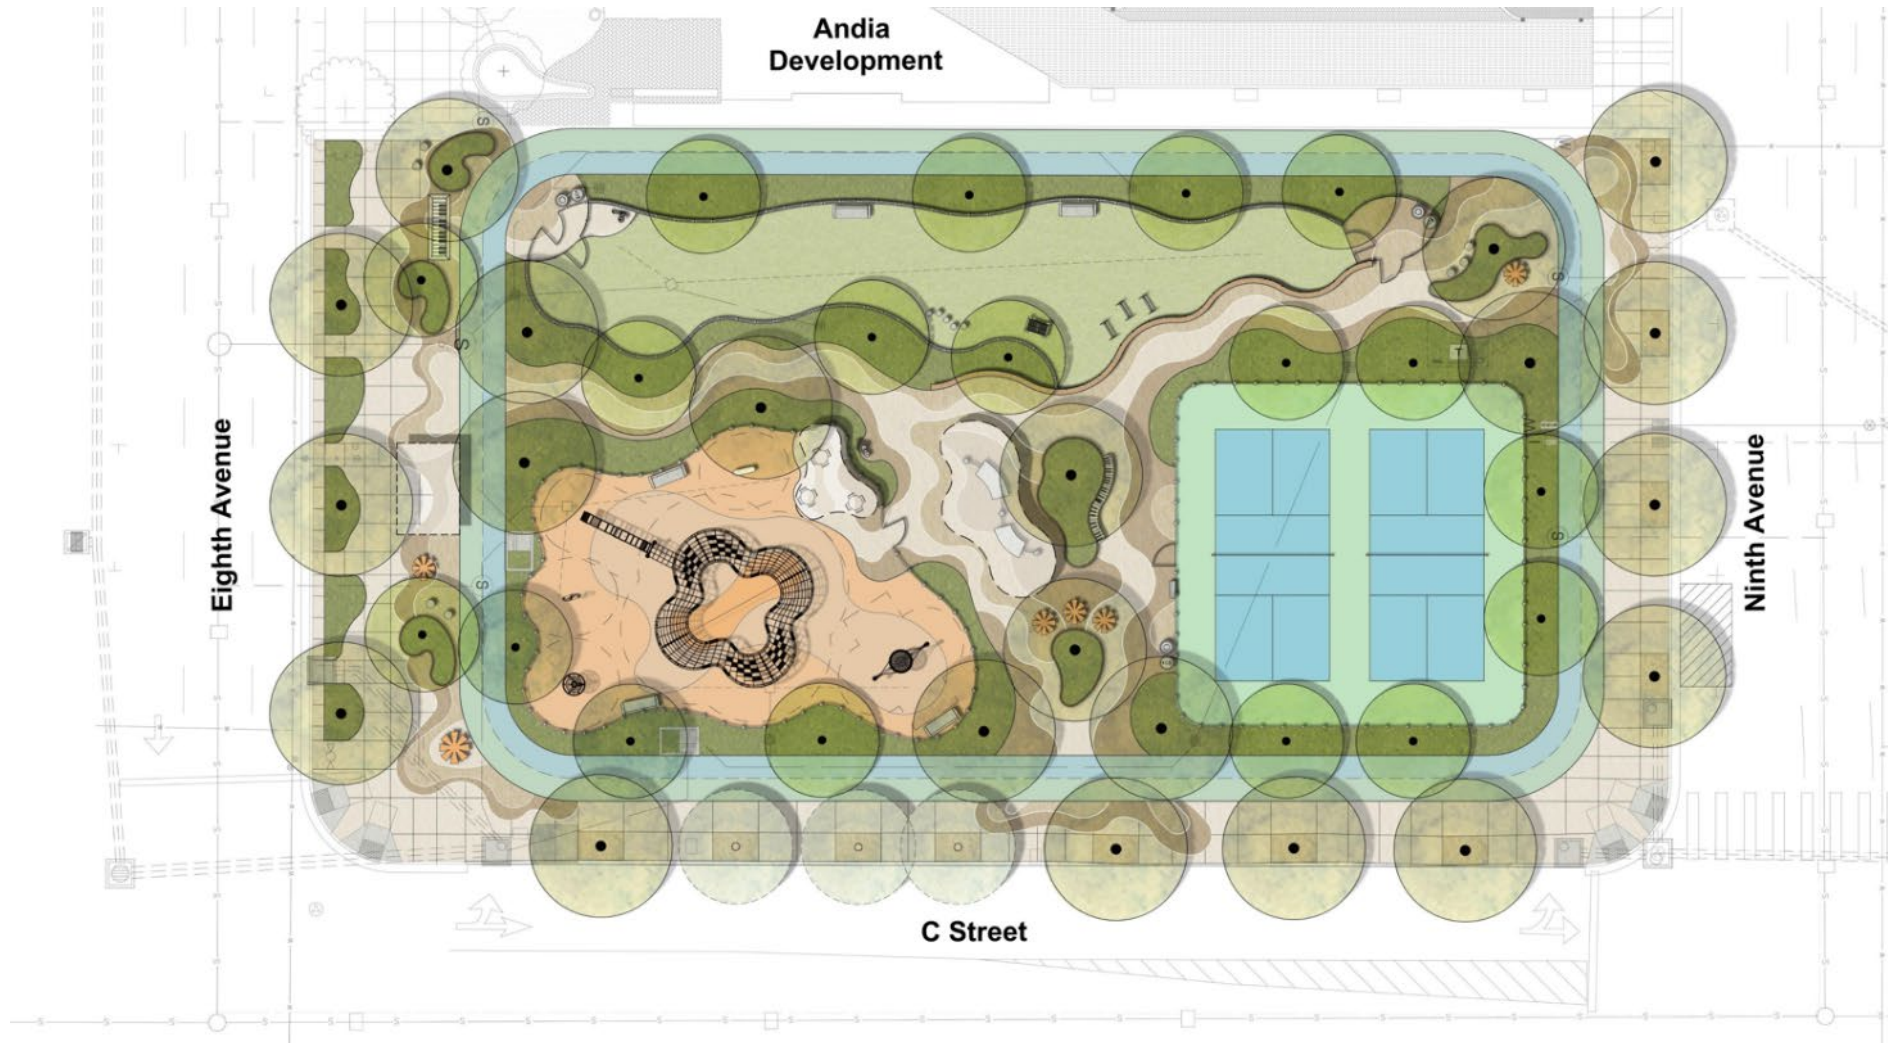 Andia
Development
Eighth Avenue
Ninth Avenue
C Street